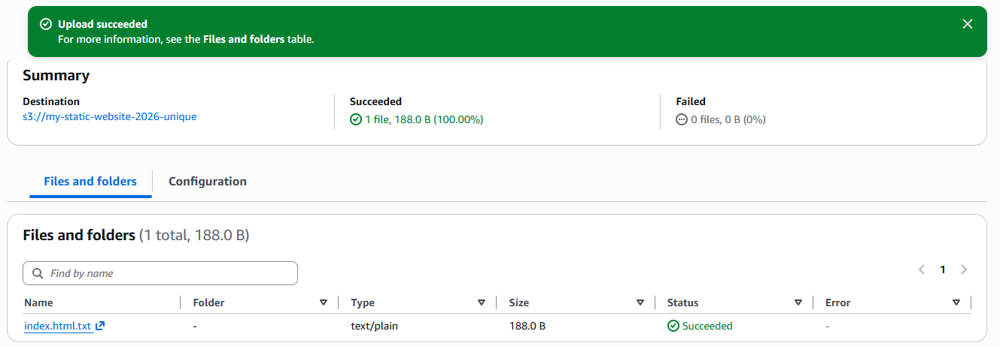 Upload succeeded
For more information, see the Files and folders table.
Summary
Destination
s3://my-static-website-2026-unique
Succeeded
1 file, 188.0 B (100.00%)
Failed
0 files, 0 B (0%)
Files and folders
Configuration
Files and folders (1 total, 188.0 B)
Find by name
1
Name Folder Type Size Status Error
index.html.txt - text/plain 188.0 B Succeeded -